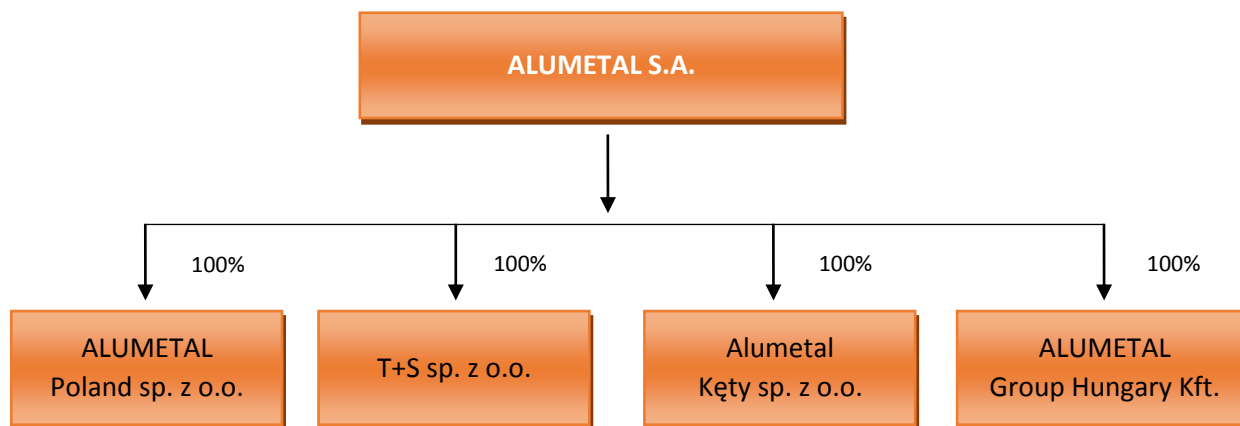 ALUMETAL S.A.
100%
100%
100%
100%
ALUMETAL
Poland sp. z o.o.
T+S sp. z o.o.
Alumetal
Kęty sp. z o.o.
ALUMETAL
Group Hungary Kft.